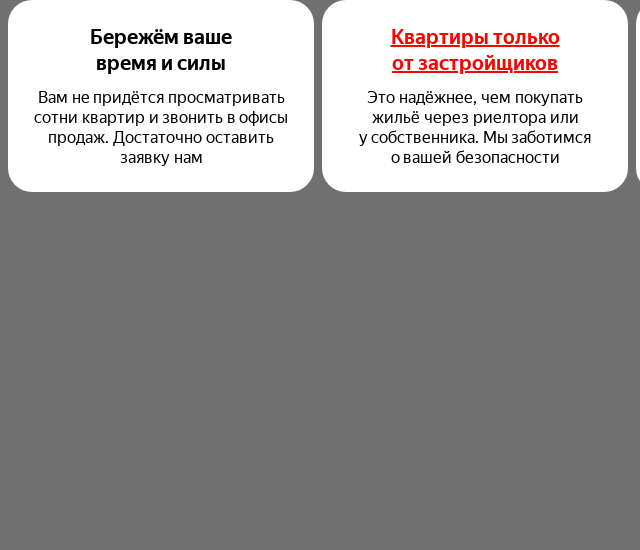 Бережём ваше
время и силы
Вам не придётся просматривать
сотни квартир и звонить в офисы
продаж. Достаточно оставить
заявку нам
Квартиры только
от застройщиков
Это надёжнее, чем покупать
жильё через риелтора или
у собственника. Мы заботимся
о вашей безопасности